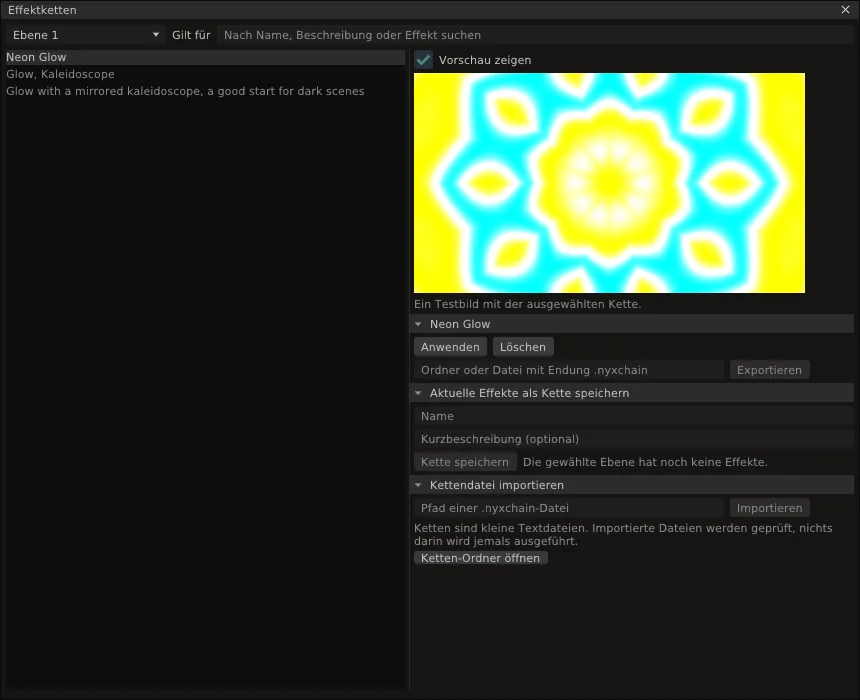 Effektketten
Ebene 1
Gilt für
Nach Name, Beschreibung oder Effekt suchen
Neon Glow
Glow, Kaleidoscope
Glow with a mirrored kaleidoscope, a good start for dark scenes
Vorschau zeigen
Ein Testbild mit der ausgewählten Kette.
Neon Glow
Anwenden
Löschen
Ordner oder Datei mit Endung .nyxchain
Exportieren
Aktuelle Effekte als Kette speichern
Name
Kurzbeschreibung (optional)
Kette speichern
Die gewählte Ebene hat noch keine Effekte.
Kettendatei importieren
Pfad einer .nyxchain-Datei
Importieren
Ketten sind kleine Textdateien. Importierte Dateien werden geprüft, nichts
darin wird jemals ausgeführt.
Ketten-Ordner öffnen